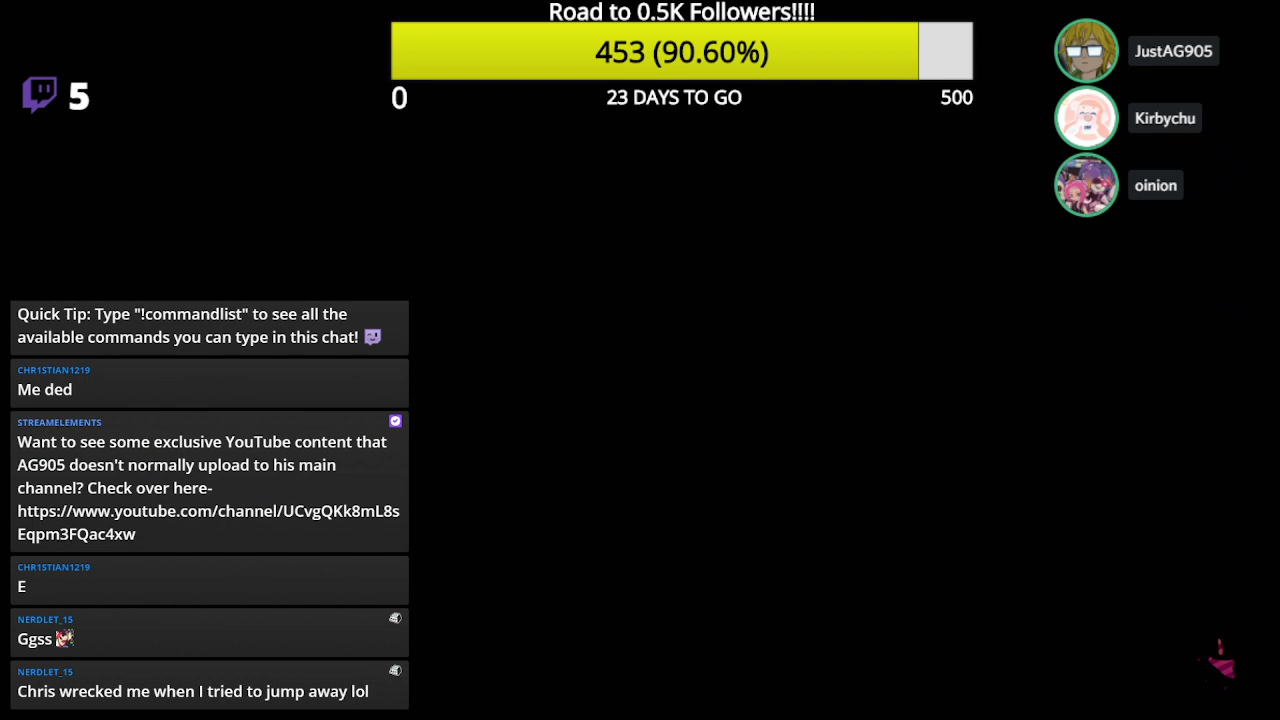 Road to 0.5K Followers!!!!
453 (90.60%)
0
23 DAYS TO GO
500
5
JustAG905
Kirbychu
oinion
Quick Tip: Type "!commandlist" to see all the
available commands you can type in this chat!
CHR1STIAN1219
Me ded
STREAMELEMENTS
Want to see some exclusive YouTube content that
AG905 doesn't normally upload to his main
channel? Check over here-
https://www.youtube.com/channel/UCvgQKk8mL8s
Eqpm3FQac4xw
CHR1STIAN1219
E
NERDLET_15
Ggss
NERDLET_15
Chris wrecked me when I tried to jump away lol